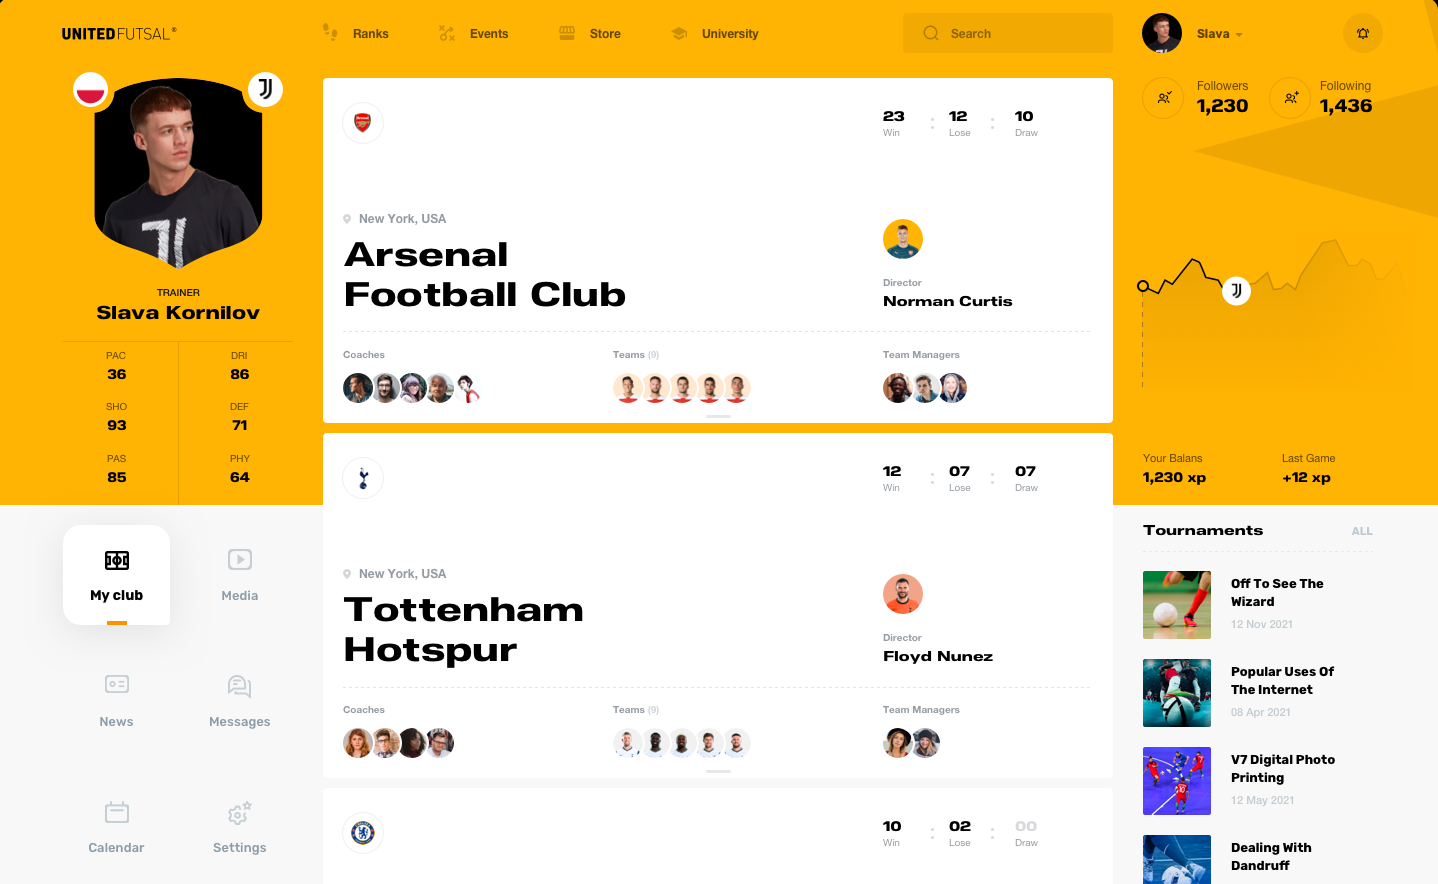 UNITEDFUTSAL®
Ranks
Events
Store
University
Search
Slava
TRAINER
Slava Kornilov
PAC
36
DRI
86
SHO
93
DEF
71
PAS
85
PHY
64
My club
Media
News
Messages
Calendar
Settings
23 : 12 : 10
Win Lose Draw
New York, USA
Arsenal
Football Club
Director
Norman Curtis
Coaches
Teams (9)
Team Managers
12 : 07 : 07
Win Lose Draw
New York, USA
Tottenham
Hotspur
Director
Floyd Nunez
Coaches
Teams (9)
Team Managers
10 : 02 : 00
Win Lose Draw
Followers
1,230
Following
1,436
Your Balans
1,230 xp
Last Game
+12 xp
Tournaments
ALL
Off To See The
Wizard
12 Nov 2021
Popular Uses Of
The Internet
08 Apr 2021
V7 Digital Photo
Printing
12 May 2021
Dealing With
Dandruff